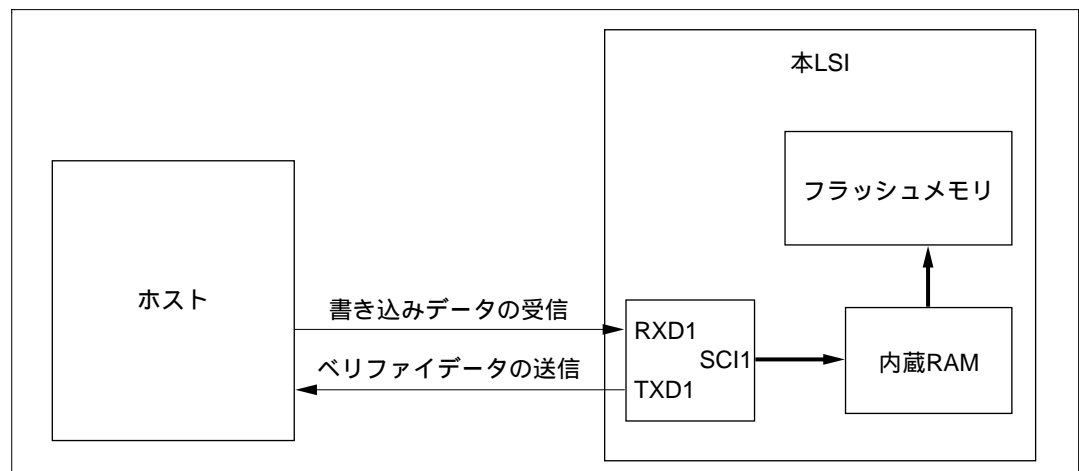 本LSI
フラッシュメモリ
ホスト
書き込みデータの受信
RXD1
SCI1
内蔵RAM
ベリファイデータの送信
TXD1